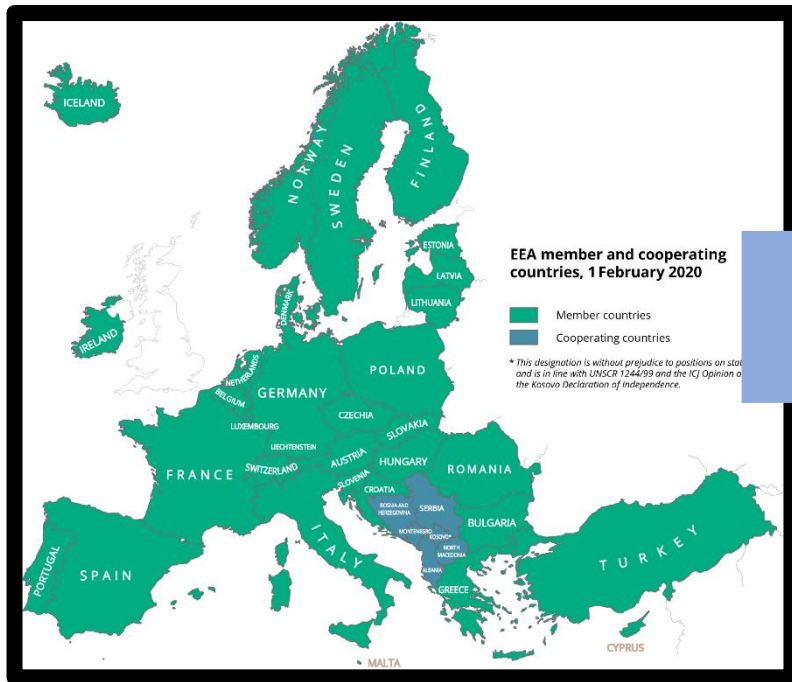 ICELAND
NORWAY
SWEDEN
FINLAND
ESTONIA
LATVIA
LITHUANIA
EEA member and cooperating
countries, 1 February 2020
Member countries
Cooperating countries
* This designation is without prejudice to positions on
and is in line with UNSCR 1244/99 and the ICJ Opinion
the Kosovo Declaration of Independence.
DENMARK
IRELAND
NETHERLANDS
BELGIUM
GERMANY
POLAND
LUXEMBOURG
CZECHIA
SLOVAKIA
LIECHTENSTEIN
FRANCE
SWITZERLAND
AUSTRIA
HUNGARY
SLOVENIA
ROMANIA
CROATIA
BOSNIA AND
HERZEGOVINA
SERBIA
MONTENEGRO
KOSOVO*
BULGARIA
NORTH
MACEDONIA
ALBANIA
ITALY
PORTUGAL
SPAIN
GREECE
TURKEY
MALTA
CYPRUS